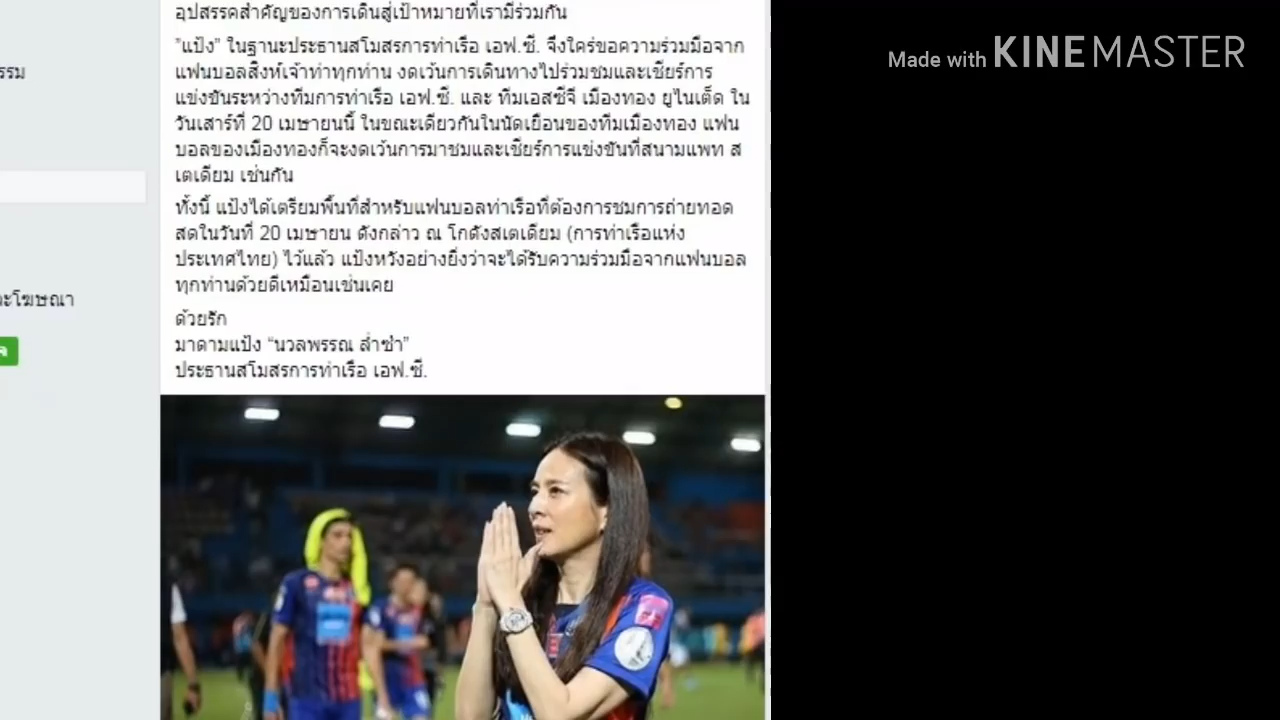 อุปสรรคสำคัญของการเดินสู่เป้าหมายที่เรามีร่วมกัน
"แป้ง" ในฐานะประธานสโมสรการท่าเรือ เอฟ.ซี. จึงใคร่ขอความร่วมมือจาก
แฟนบอลสิงห์เจ้าท่าทุกท่าน งดเว้นการเดินทางไปร่วมชมและเชียร์การ
แข่งขันระหว่างทีมการท่าเรือ เอฟ.ซี. และ ทีมเอสซีจี เมืองทอง ยูไนเต็ด ใน
วันเสาร์ที่ 20 เมษายนนี้ ในขณะเดียวกันในนัดเยือนของทีมเมืองทอง แฟน
บอลของเมืองทองก็จะงดเว้นการมาชมและเชียร์การแข่งขันที่สนามแพท ส
เตเดียม เช่นกัน
ทั้งนี้ แป้งได้เตรียมพื้นที่สำหรับแฟนบอลท่าเรือที่ต้องการชมการถ่ายทอด
สดในวันที่ 20 เมษายน ดังกล่าว ณ โกดังสเตเดียม (การท่าเรือแห่ง
ประเทศไทย) ไว้แล้ว แป้งหวังอย่างยิ่งว่าจะได้รับความร่วมมือจากแฟนบอล
ทุกท่านด้วยดีเหมือนเช่นเคย
ด้วยรัก
มาดามแป้ง “นวลพรรณ ล่ำซำ”
ประธานสโมสรการท่าเรือ เอฟ.ซี.
รรม
ะโฆษณา
Made with KINEMASTER